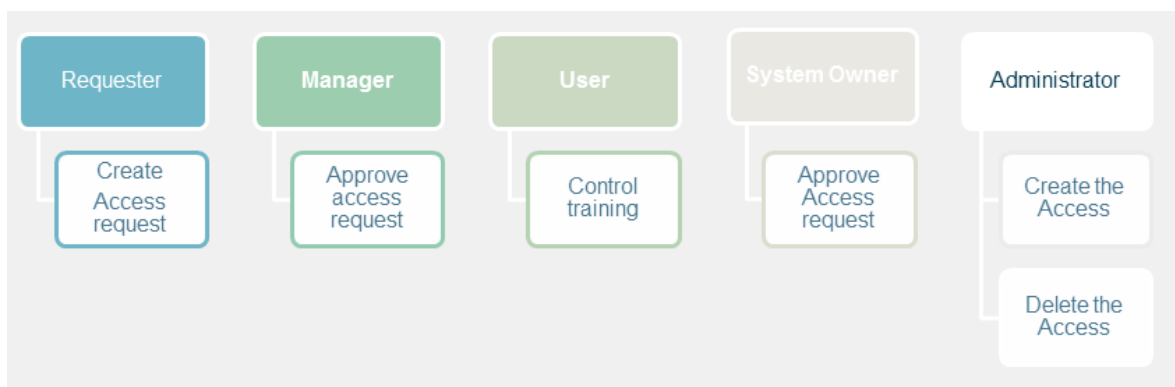 Requester
Create
Access
request
Manager
Approve
access
request
User
Control
training
System Owner
Approve
Access
request
Administrator
Create the
Access
Delete the
Access